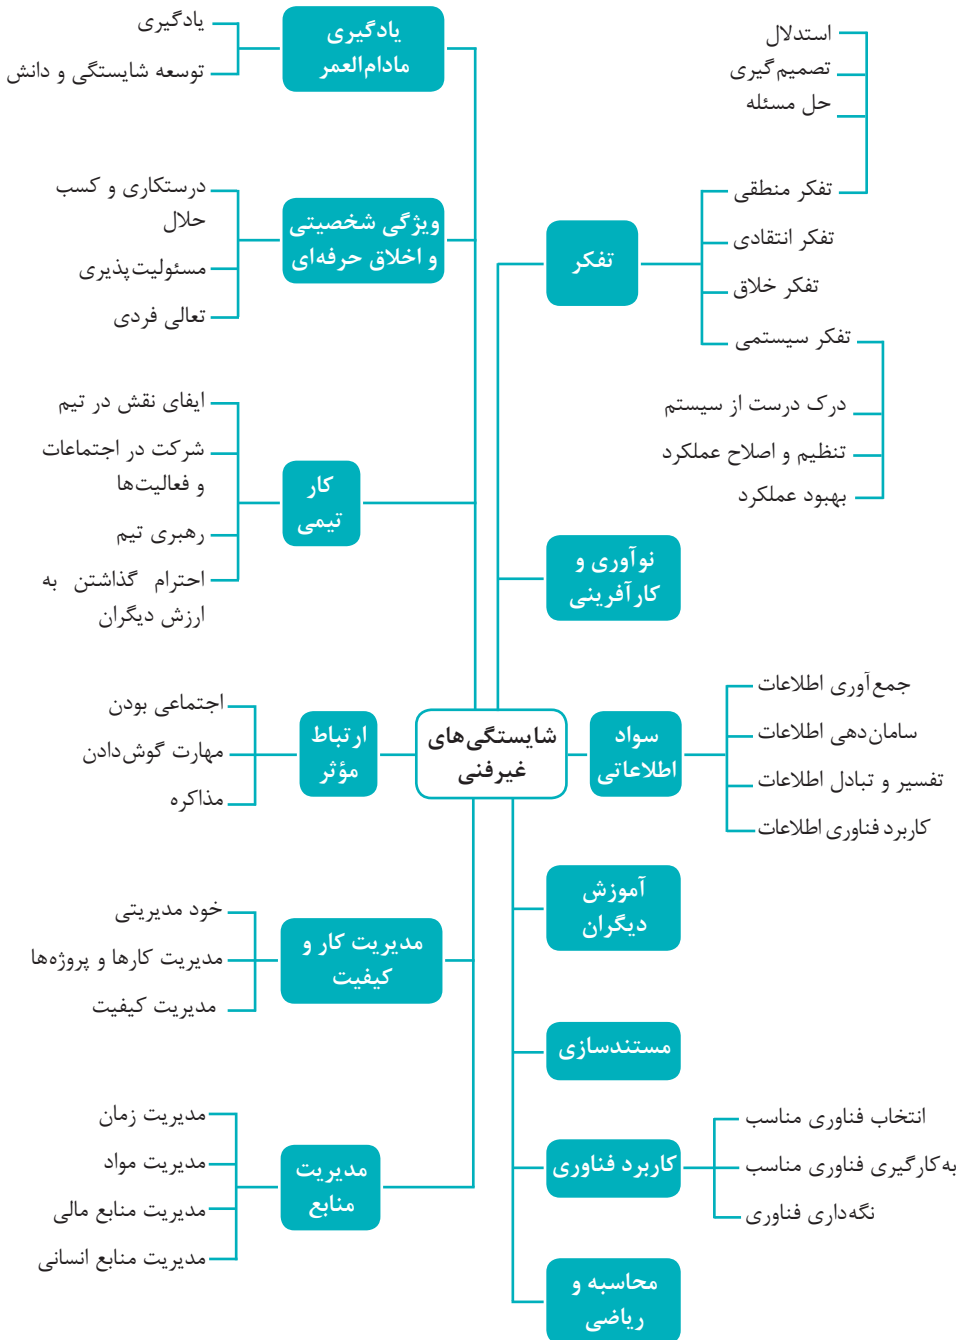 شایستگی‌های
غیرفنی
تفکر
استدلال
تصمیم‌گیری
حل مسئله
تفکر منطقی
تفکر انتقادی
تفکر خلاق
تفکر سیستمی
درک درست از سیستم
تنظیم و اصلاح عملکرد
بهبود عملکرد
نوآوری و
کارآفرینی
سواد
اطلاعاتی
جمع‌آوری اطلاعات
سامان‌دهی اطلاعات
تفسیر و تبادل اطلاعات
کاربرد فناوری اطلاعات
آموزش
دیگران
مستندسازی
کاربرد فناوری
انتخاب فناوری مناسب
به‌کارگیری فناوری مناسب
نگه‌داری فناوری
محاسبه و
ریاضی
یادگیری
مادام‌العمر
یادگیری
توسعه شایستگی و دانش
ویژگی شخصیتی
و اخلاق حرفه‌ای
درستکاری و کسب
حلال
مسئولیت‌پذیری
تعالی فردی
کار
تیمی
ایفای نقش در تیم
شرکت در اجتماعات
و فعالیت‌ها
رهبری تیم
احترام گذاشتن به
ارزش دیگران
ارتباط
مؤثر
اجتماعی بودن
مهارت گوش‌دادن
مذاکره
مدیریت کار و
کیفیت
خود مدیریتی
مدیریت کارها و پروژه‌ها
مدیریت کیفیت
مدیریت
منابع
مدیریت زمان
مدیریت مواد
مدیریت منابع مالی
مدیریت منابع انسانی